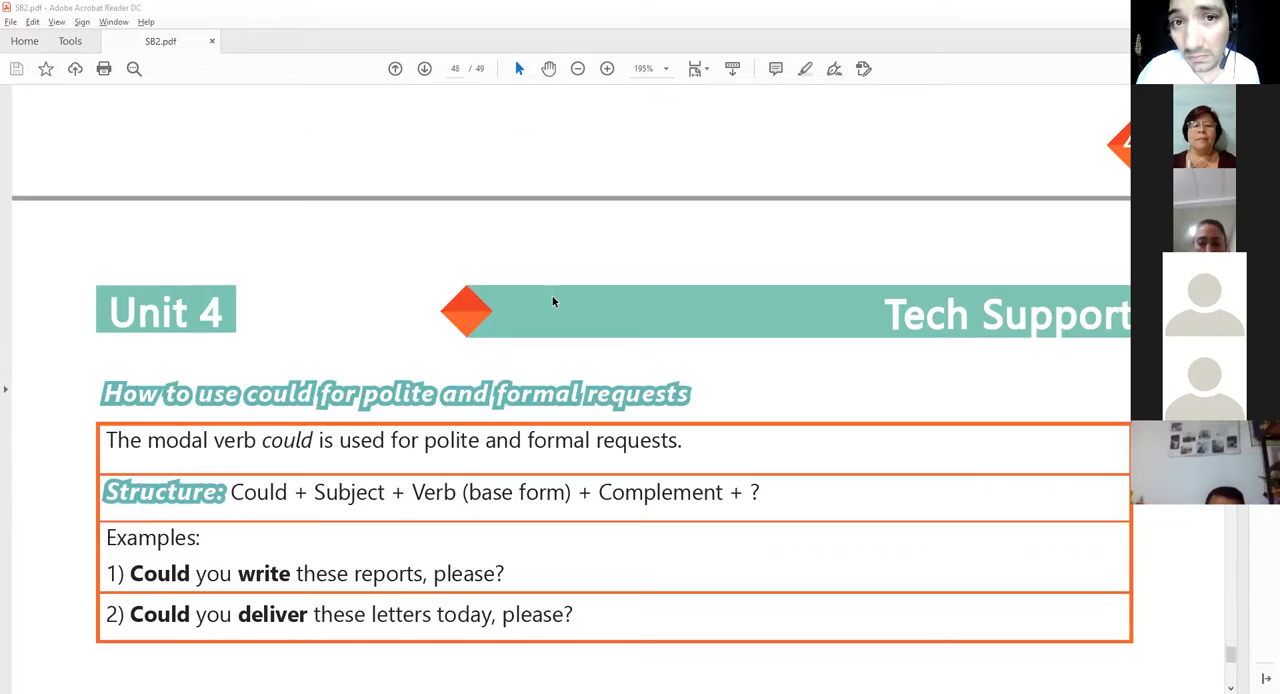 SB2.pdf - Adobe Acrobat Reader DC
File Edit View Sign Window Help
Home Tools SB2.pdf ×
48 / 49 195%
Unit 4 Tech Support
How to use could for polite and formal requests
The modal verb could is used for polite and formal requests.
Structure: Could + Subject + Verb (base form) + Complement + ?
Examples:
1) Could you write these reports, please?
2) Could you deliver these letters today, please?